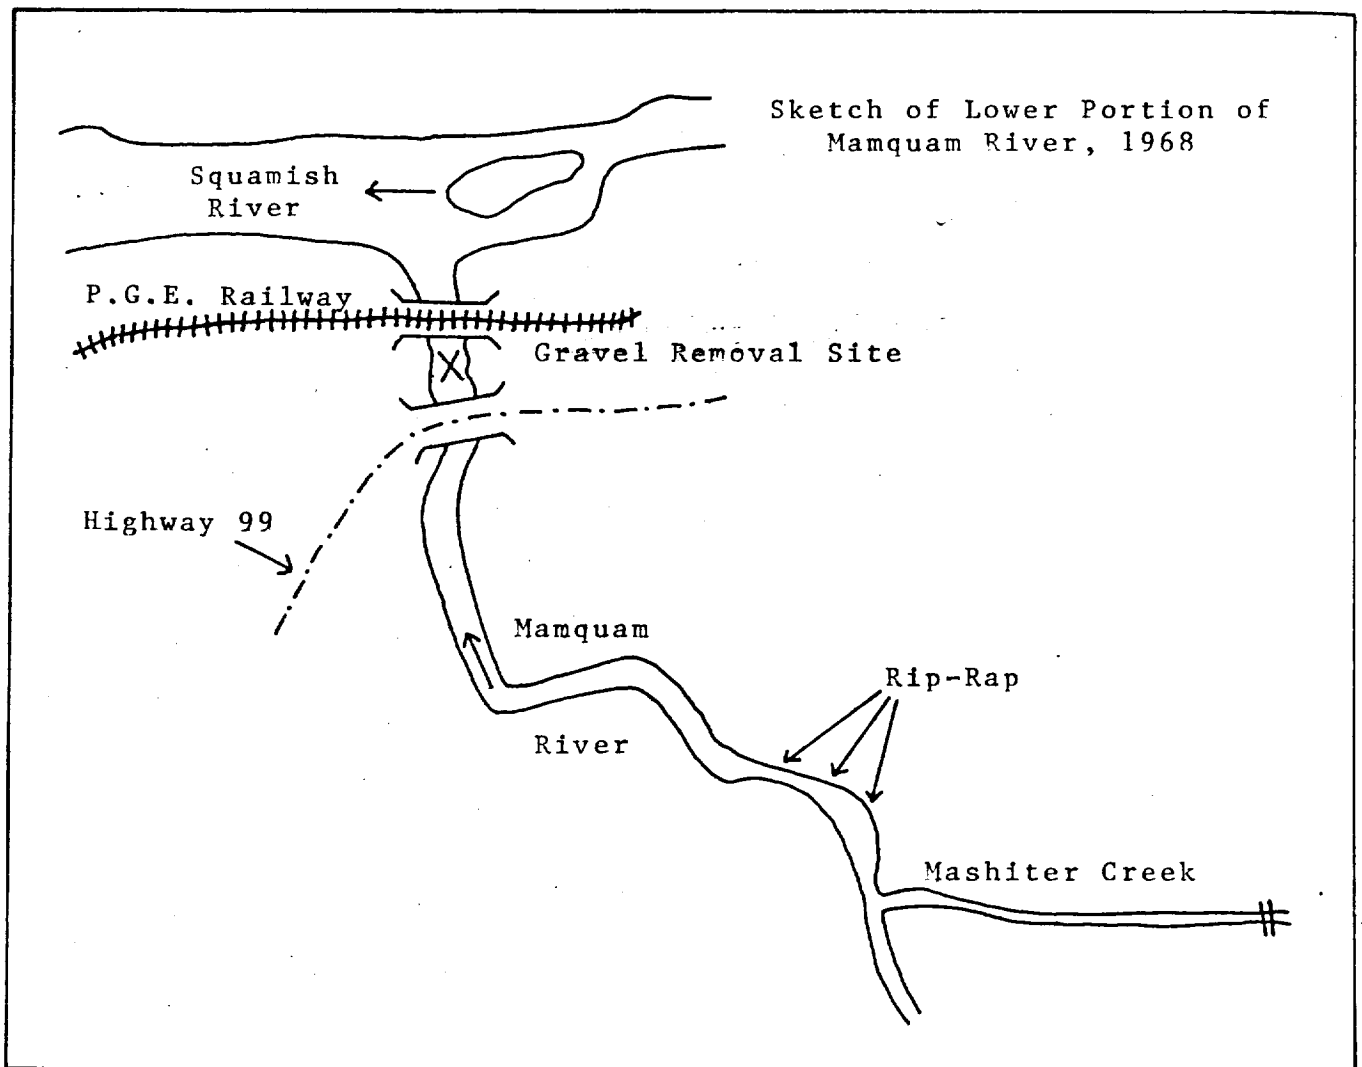 Sketch of Lower Portion of
Mamquam River, 1968
Squamish
River
P.G.E. Railway
Gravel Removal Site
X
Highway 99
Mamquam
River
Rip-Rap
Mashiter Creek